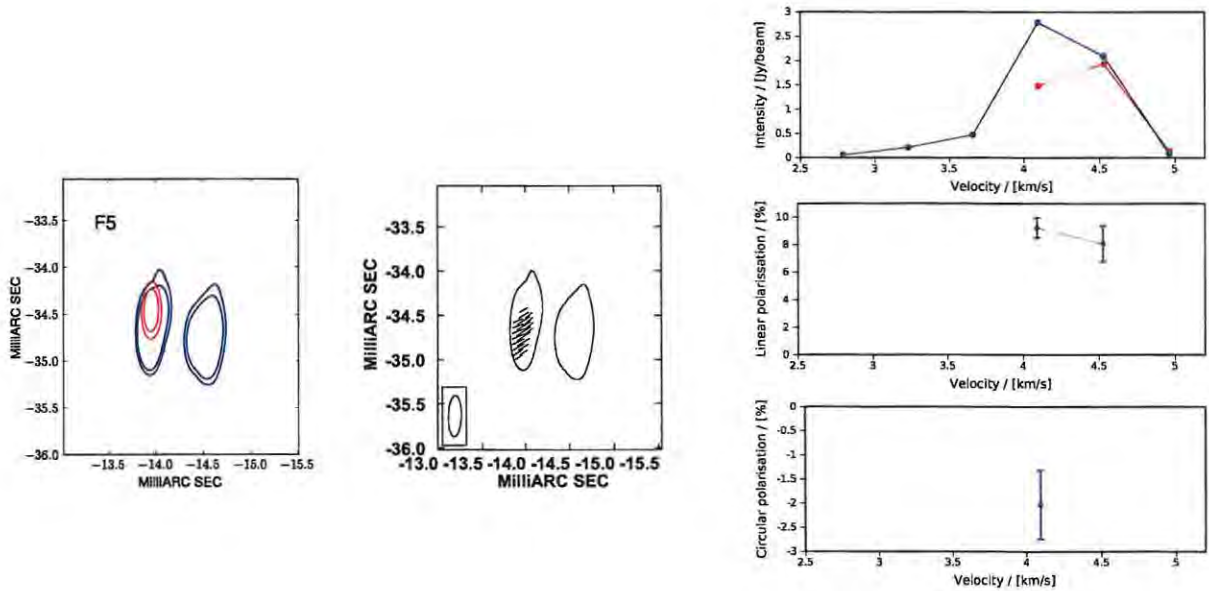 F5
−33.5
−34.0
−34.5
−35.0
−35.5
−36.0
MilliARC SEC
−13.5 −14.0 −14.5 −15.0 −15.5
MilliARC SEC
-33.5
-34.0
-34.5
-35.0
-35.5
-36.0
MilliARC SEC
-13.0 -13.5 -14.0 -14.5 -15.0 -15.5
MilliARC SEC
3
2.5
2
1.5
1
0.5
0
Intensity / [Jy/beam]
2.5 3 3.5 4 4.5 5
Velocity / [km/s]
10
8
6
4
2
0
Linear polarissation / [%]
2.5 3 3.5 4 4.5 5
Velocity / [km/s]
0
-0.5
-1
-1.5
-2
-2.5
-3
Circular polarisation / [%]
2.5 3 3.5 4 4.5 5
Velocity / [km/s]